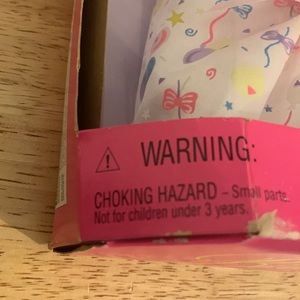 WARNING:
CHOKING HAZARD – Small parts.
Not for children under 3 years.